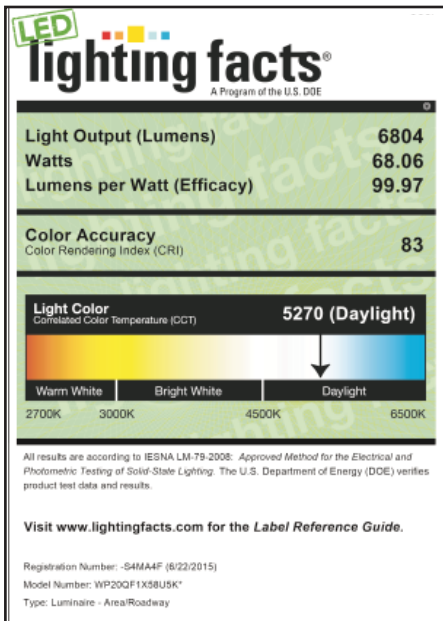 LED
lighting facts®
A Program of the U.S. DOE
Light Output (Lumens) 6804
Watts 68.06
Lumens per Watt (Efficacy) 99.97
Color Accuracy
Color Rendering Index (CRI) 83
Light Color
Correlated Color Temperature (CCT) 5270 (Daylight)
Warm White Bright White Daylight
2700K 3000K 4500K 6500K
All results are according to IESNA LM-79-2008: Approved Method for the Electrical and
Photometric Testing of Solid-State Lighting. The U.S. Department of Energy (DOE) verifies
product test data and results.
Visit www.lightingfacts.com for the Label Reference Guide.
Registration Number: -S4MA4F (6/22/2015)
Model Number: WP20QF1X58U5K*
Type: Luminaire - Area/Roadway